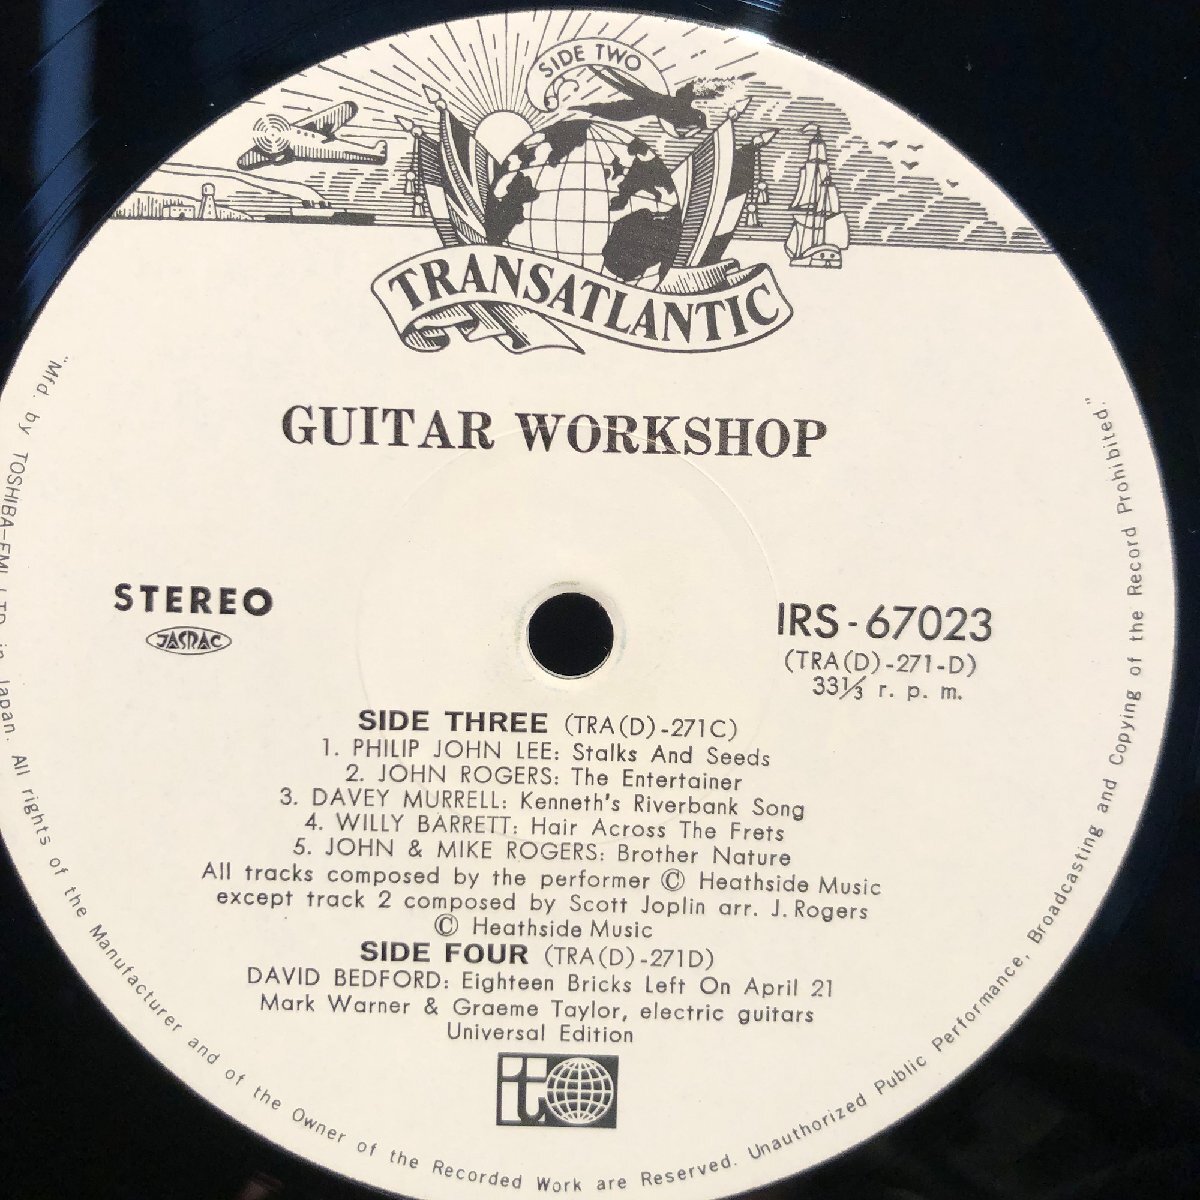 SIDE TWO
TRANSATLANTIC
GUITAR WORKSHOP
STEREO
JASRAC
IRS-67023
(TRA(D)-271-D)
33⅓ r. p. m.
SIDE THREE (TRA(D)-271C)
1. PHILIP JOHN LEE: Stalks And Seeds
2. JOHN ROGERS: The Entertainer
3. DAVEY MURRELL: Kenneth's Riverbank Song
4. WILLY BARRETT: Hair Across The Frets
5. JOHN & MIKE ROGERS: Brother Nature
All tracks composed by the performer © Heathside Music
except track 2 composed by Scott Joplin arr. J. Rogers
© Heathside Music
SIDE FOUR (TRA(D)-271D)
DAVID BEDFORD: Eighteen Bricks Left On April 21
Mark Warner & Graeme Taylor, electric guitars
Universal Edition
it
"Mfd. by TOSHIBA-EMI LTD. in Japan. All rights of the Manufacturer and of the Owner of the Recorded Work are Reserved. Unauthorized Public Performance, Broadcasting and Copying of the Record Prohibited."